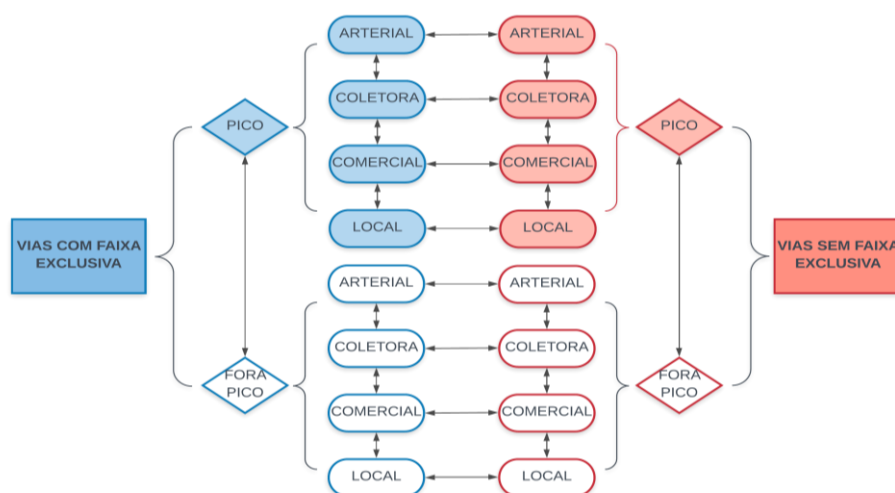 ARTERIAL
ARTERIAL
COLETORA
COLETORA
PICO
PICO
COMERCIAL
COMERCIAL
LOCAL
LOCAL
VIAS COM FAIXA
EXCLUSIVA
VIAS SEM FAIXA
EXCLUSIVA
ARTERIAL
ARTERIAL
COLETORA
COLETORA
FORA
PICO
FORA
PICO
COMERCIAL
COMERCIAL
LOCAL
LOCAL